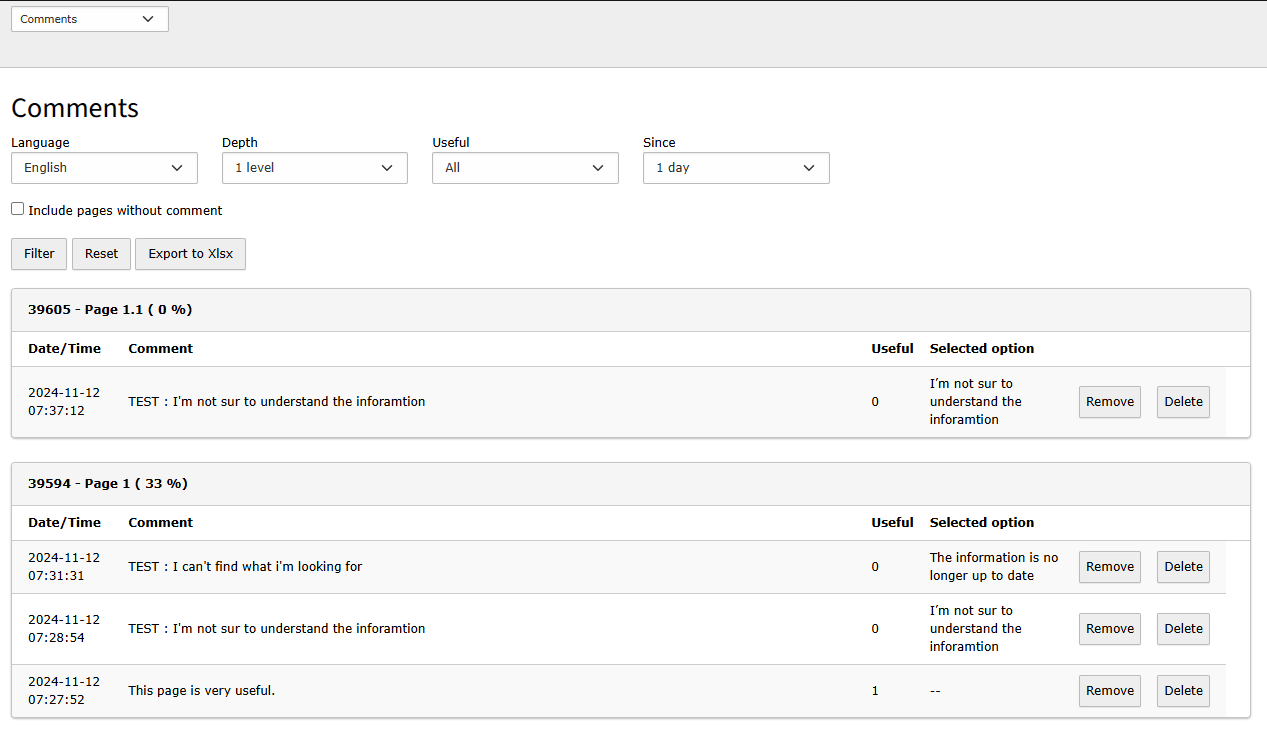 Comments
Comments
Language Depth Useful Since
English 1 level All 1 day
Include pages without comment
Filter Reset Export to Xlsx
39605 - Page 1.1 ( 0 %)
Date/Time Comment Useful Selected option
2024-11-12
07:37:12
TEST : I'm not sur to understand the inforamtion
0
I'm not sur to
understand the
inforamtion
Remove Delete
39594 - Page 1 ( 33 %)
Date/Time Comment Useful Selected option
2024-11-12
07:31:31
TEST : I can't find what i'm looking for
0
The information is no
longer up to date
Remove Delete
2024-11-12
07:28:54
TEST : I'm not sur to understand the inforamtion
0
I'm not sur to
understand the
inforamtion
Remove Delete
2024-11-12
07:27:52
This page is very useful.
1
--
Remove Delete